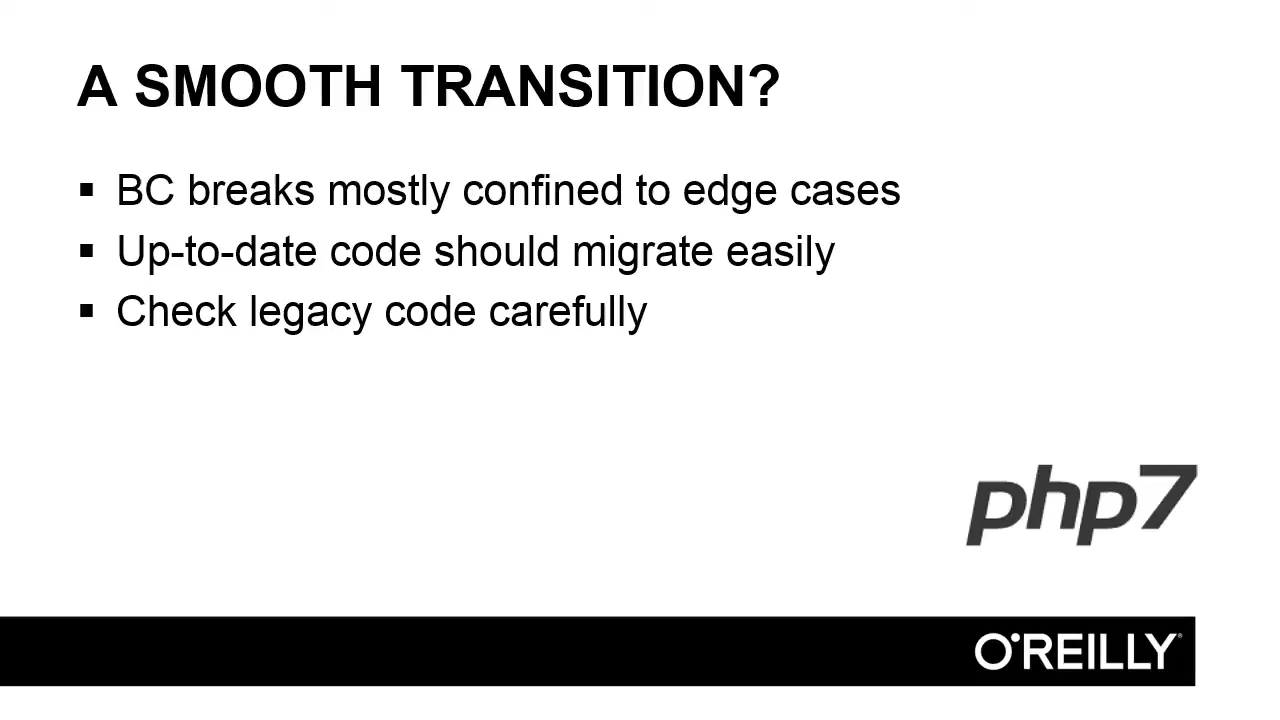 A SMOOTH TRANSITION?
▪ BC breaks mostly confined to edge cases
▪ Up-to-date code should migrate easily
▪ Check legacy code carefully
php7
O'REILLY®